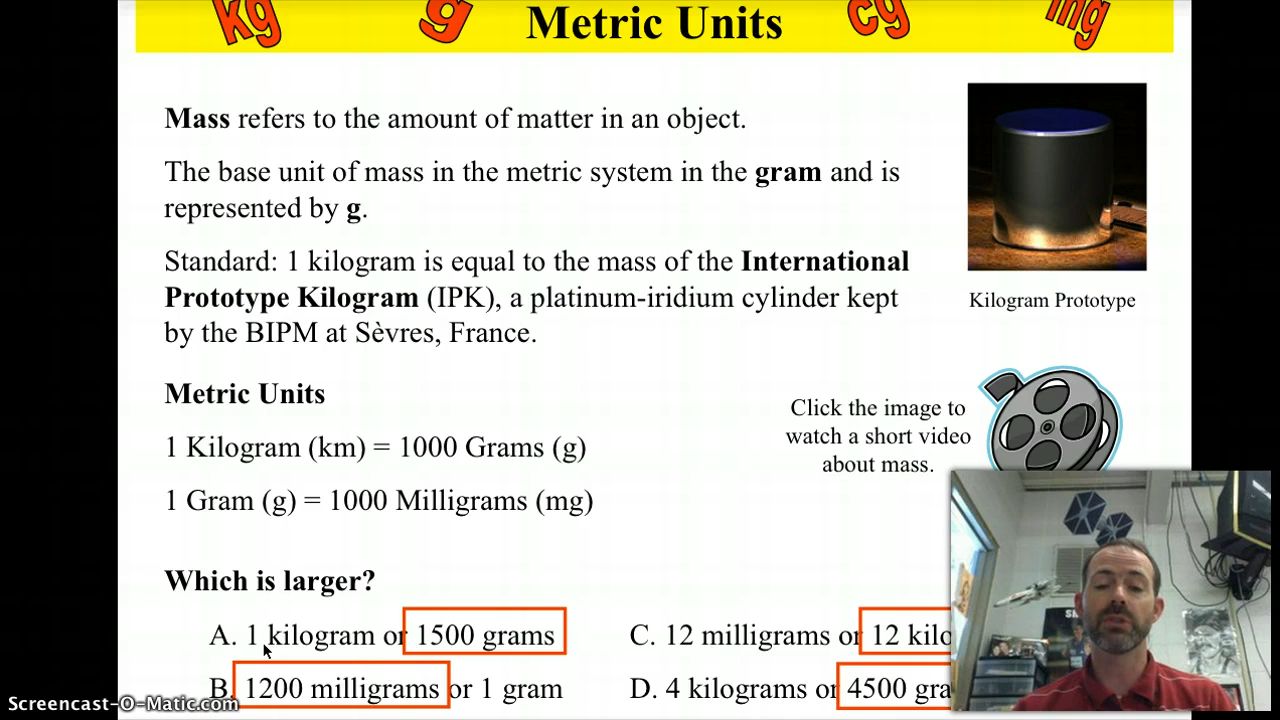 kg g Metric Units cg mg
Mass refers to the amount of matter in an object.
The base unit of mass in the metric system in the gram and is
represented by g.
Standard: 1 kilogram is equal to the mass of the International
Prototype Kilogram (IPK), a platinum-iridium cylinder kept
by the BIPM at Sèvres, France.
Kilogram Prototype
Metric Units
1 Kilogram (km) = 1000 Grams (g)
1 Gram (g) = 1000 Milligrams (mg)
Click the image to
watch a short video
about mass.
Which is larger?
A. 1 kilogram or 1500 grams
B. 1200 milligrams or 1 gram
C. 12 milligrams or 12 kilo
D. 4 kilograms or 4500 gra
Screencast-O-Matic.com